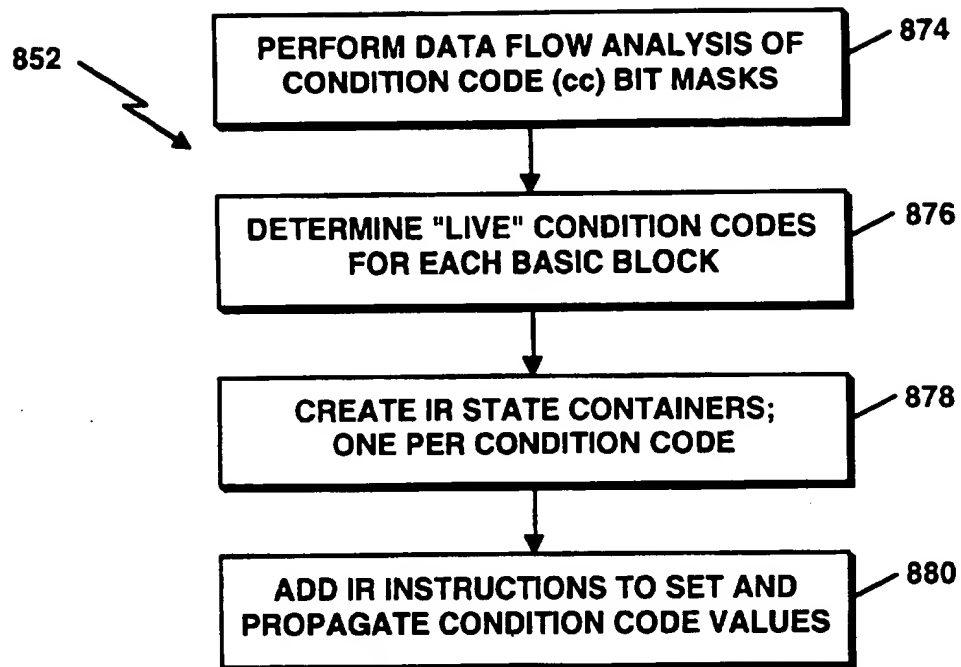 852
PERFORM DATA FLOW ANALYSIS OF
CONDITION CODE (cc) BIT MASKS
874
DETERMINE "LIVE" CONDITION CODES
FOR EACH BASIC BLOCK
876
CREATE IR STATE CONTAINERS;
ONE PER CONDITION CODE
878
ADD IR INSTRUCTIONS TO SET AND
PROPAGATE CONDITION CODE VALUES
880